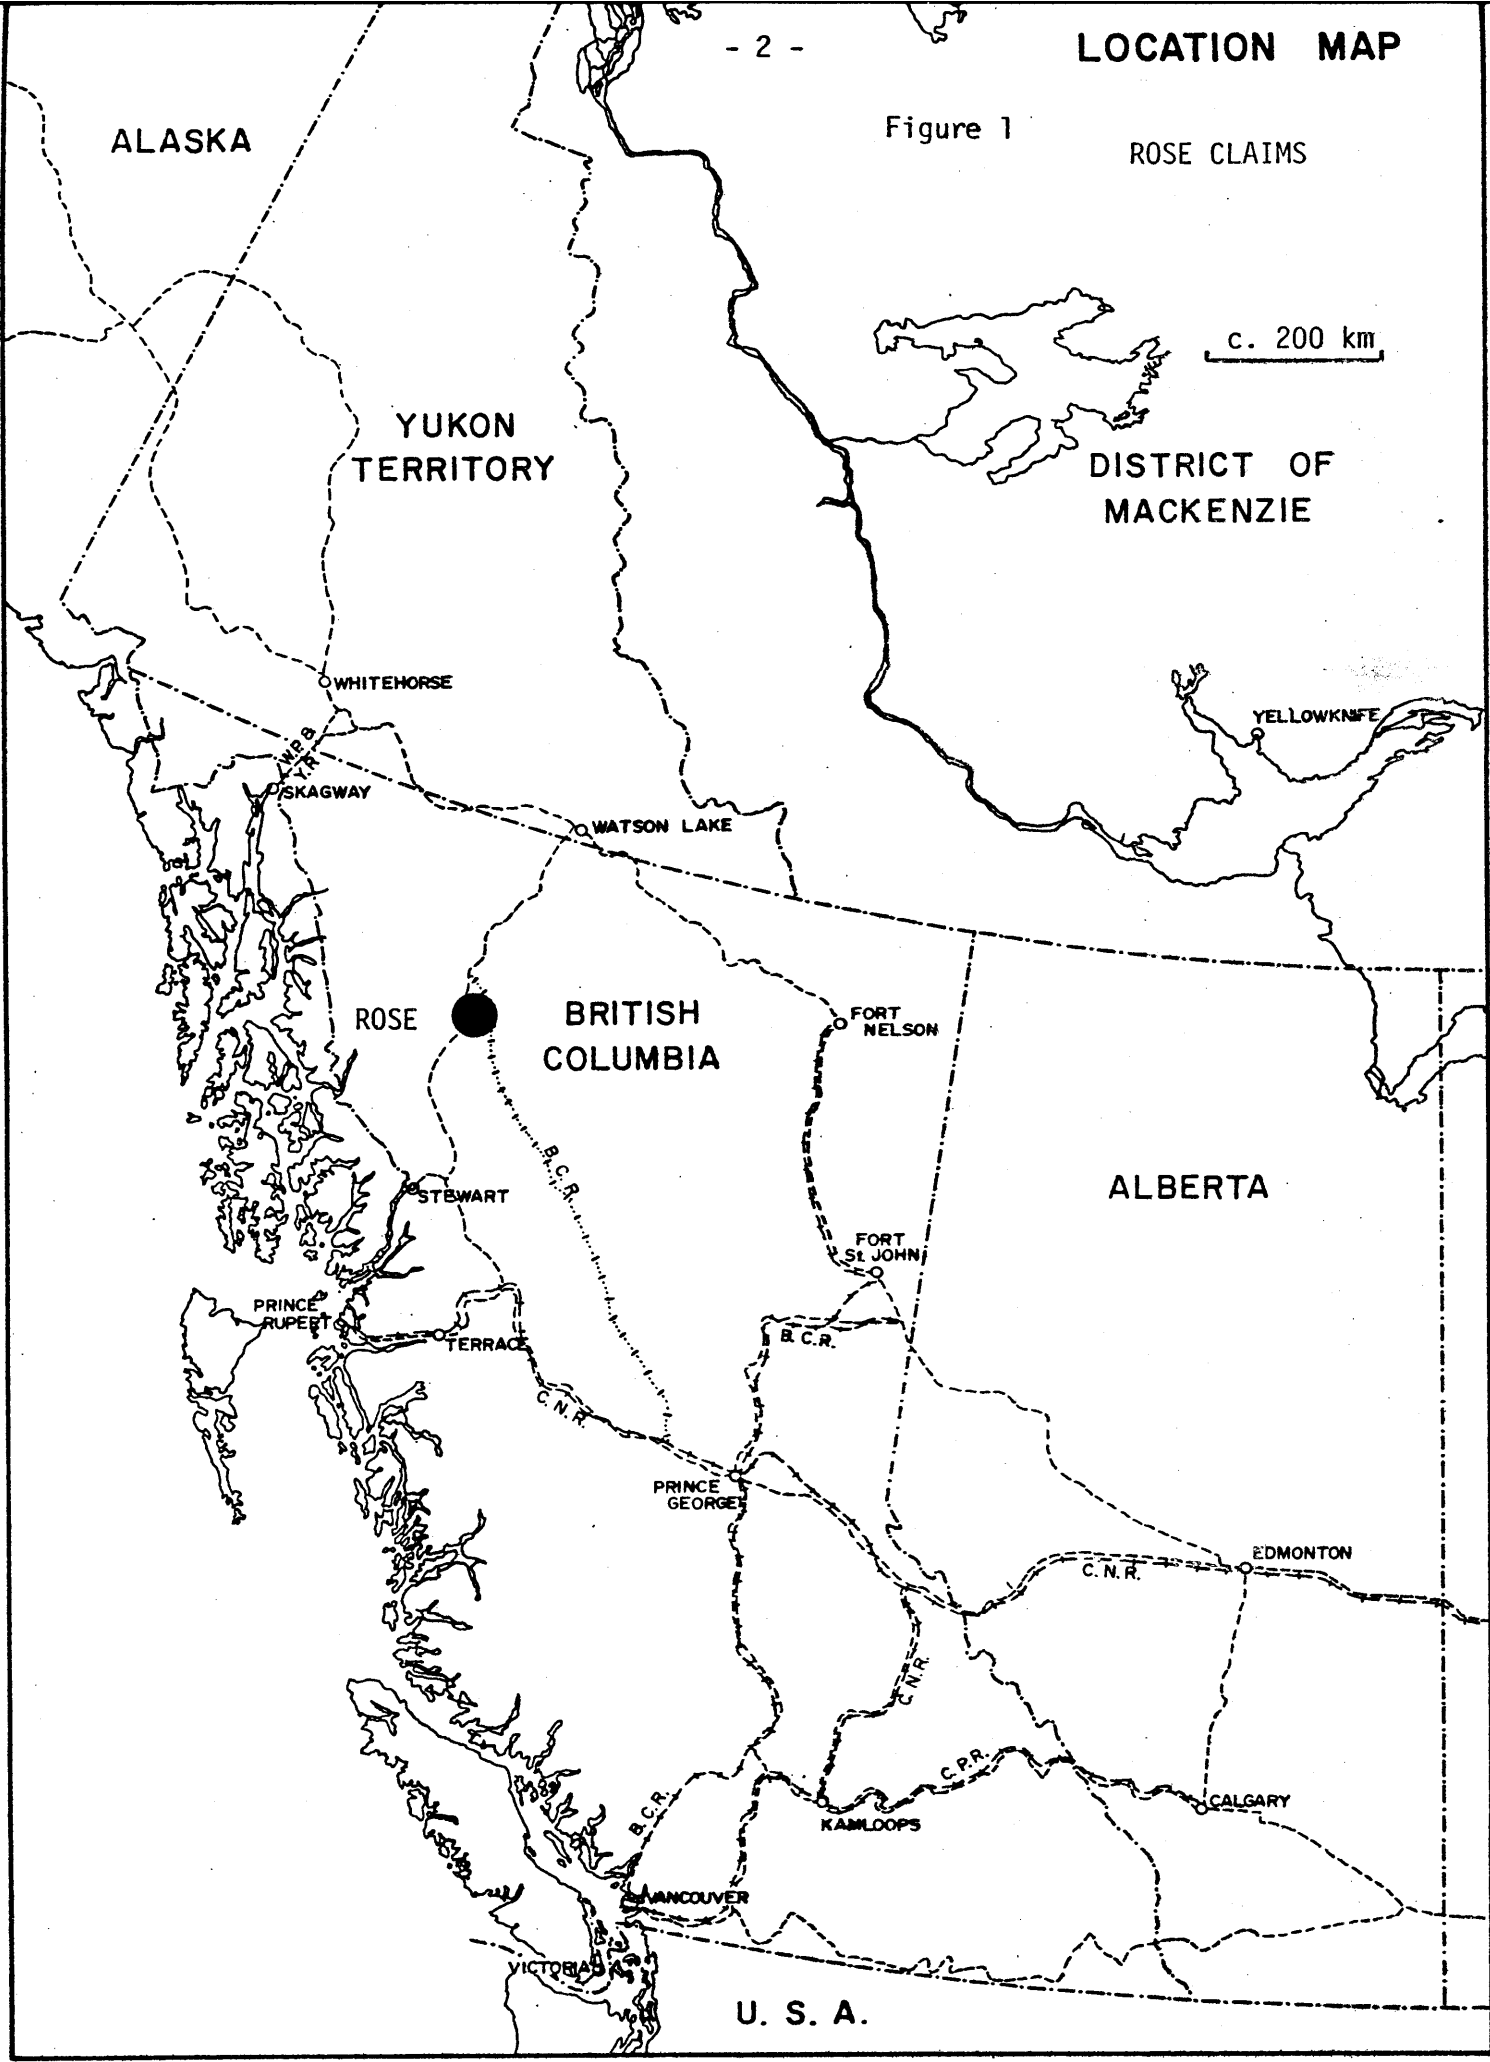 - 2 -
LOCATION MAP
Figure 1
ROSE CLAIMS
ALASKA
c. 200 km
YUKON
TERRITORY
DISTRICT OF
MACKENZIE
WHITEHORSE
YELLOWKNIFE
W.P. &
Y.R.
SKAGWAY
WATSON LAKE
ROSE
BRITISH
COLUMBIA
FORT
NELSON
B.C.R.
STEWART
ALBERTA
FORT
St. JOHN
PRINCE
RUPERT
TERRACE
B.C.R.
C.N.R.
PRINCE
GEORGE
EDMONTON
C.N.R.
C.N.R.
C.P.R.
B.C.R.
KAMLOOPS
CALGARY
VANCOUVER
VICTORIA
U. S. A.